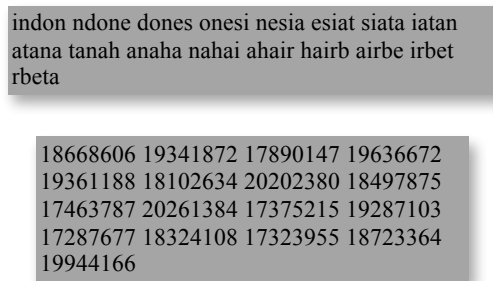 indon ndone dones onesi nesia esiat siata iatan
atana tanah anaha nahai ahair hairb airbe irbet
rbeta
18668606 19341872 17890147 19636672
19361188 18102634 20202380 18497875
17463787 20261384 17375215 19287103
17287677 18324108 17323955 18723364
19944166